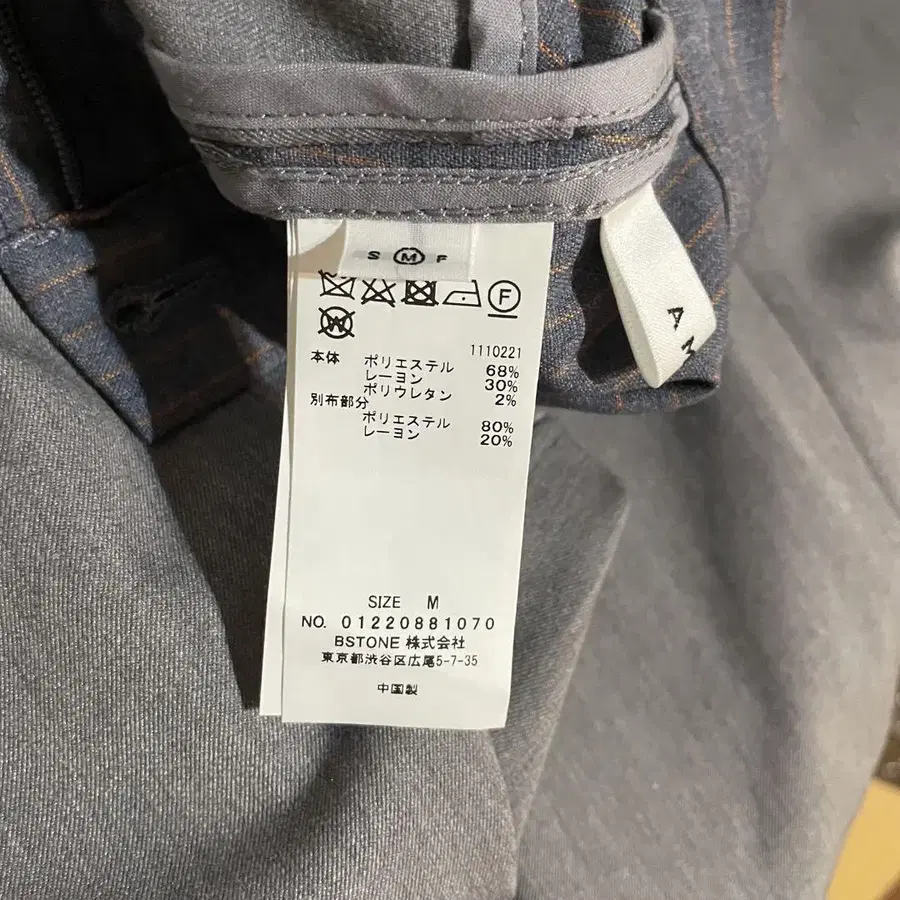 S M F
F
W
1110221
本体 ポリエステル 68%
レーヨン 30%
ポリウレタン 2%
別布部分
ポリエステル 80%
レーヨン 20%
SIZE M
NO. 01220881070
BSTONE 株式会社
東京都渋谷区広尾5-7-35
中国製
A M